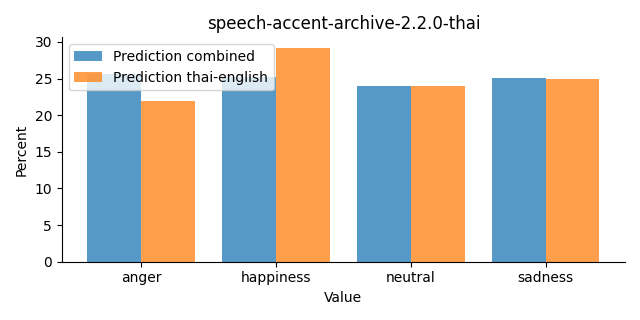 speech-accent-archive-2.2.0-thai
Percent
30
25
20
15
10
5
0
Prediction combined
Prediction thai-english
anger happiness neutral sadness
Value